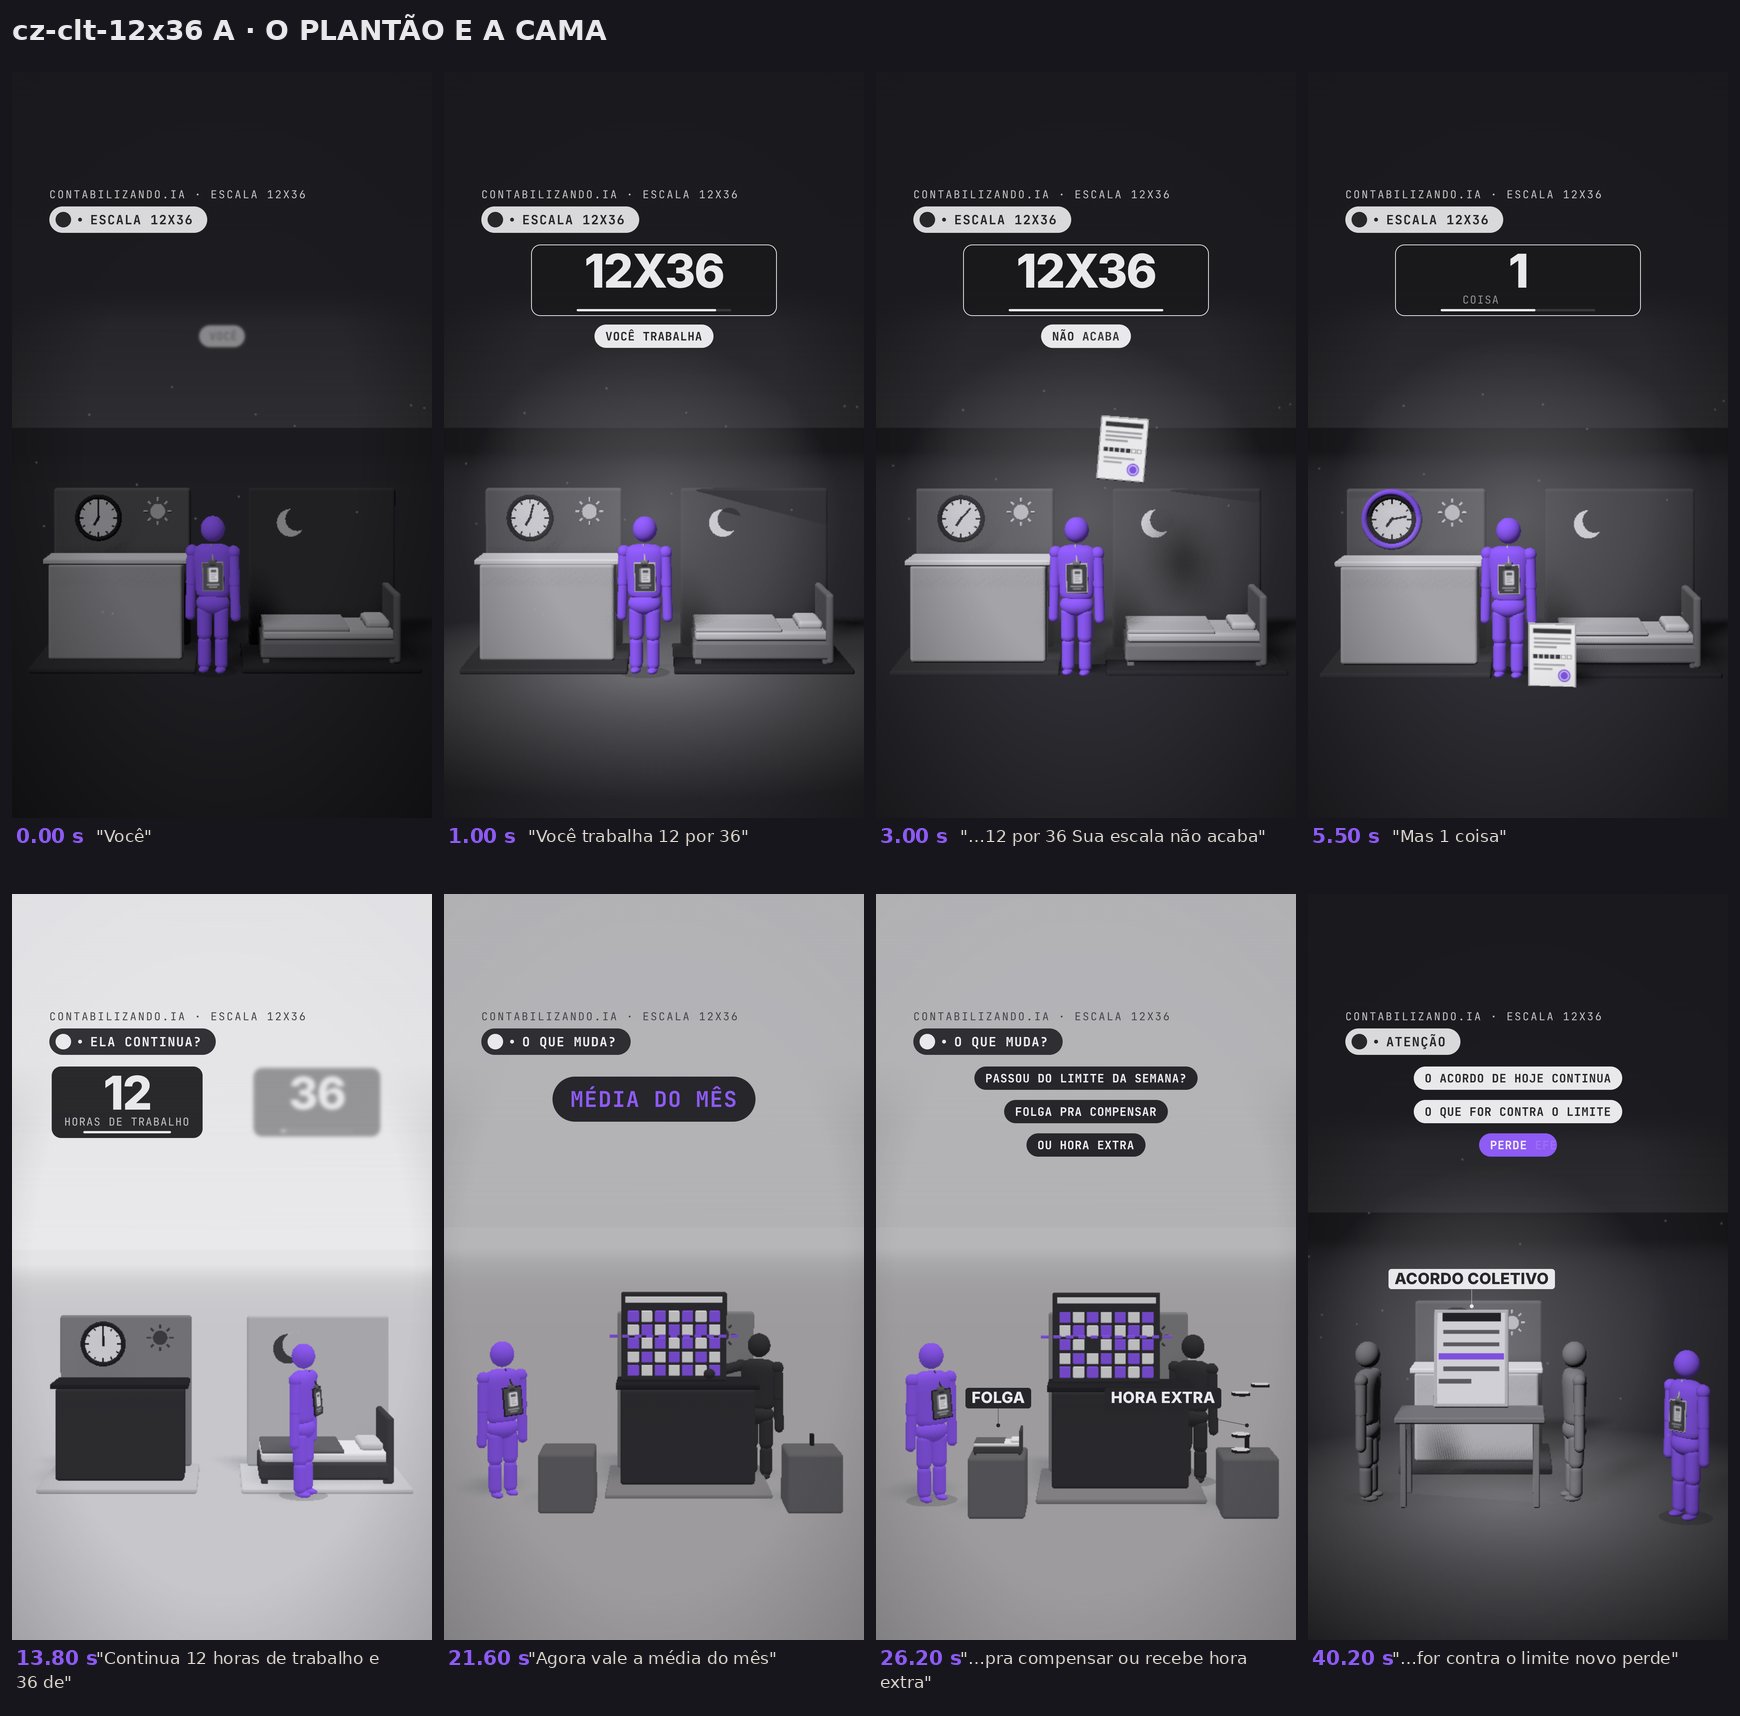 cz-clt-12x36 A · O PLANTÃO E A CAMA
CONTABILIZANDO.IA · ESCALA 12X36
• ESCALA 12X36
VOCÊ
0.00 s "Você"
CONTABILIZANDO.IA · ESCALA 12X36
• ESCALA 12X36
12X36
VOCÊ TRABALHA
1.00 s "Você trabalha 12 por 36"
CONTABILIZANDO.IA · ESCALA 12X36
• ESCALA 12X36
12X36
NÃO ACABA
3.00 s "...12 por 36 Sua escala não acaba"
CONTABILIZANDO.IA · ESCALA 12X36
• ESCALA 12X36
1
COISA
5.50 s "Mas 1 coisa"
CONTABILIZANDO.IA · ESCALA 12X36
• ELA CONTINUA?
12
HORAS DE TRABALHO
36
13.80 s "Continua 12 horas de trabalho e
36 de"
CONTABILIZANDO.IA · ESCALA 12X36
• O QUE MUDA?
MÉDIA DO MÊS
21.60 s "Agora vale a média do mês"
CONTABILIZANDO.IA · ESCALA 12X36
• O QUE MUDA?
PASSOU DO LIMITE DA SEMANA?
FOLGA PRA COMPENSAR
OU HORA EXTRA
FOLGA
HORA EXTRA
26.20 s "...pra compensar ou recebe hora
extra"
CONTABILIZANDO.IA · ESCALA 12X36
• ATENÇÃO
O ACORDO DE HOJE CONTINUA
O QUE FOR CONTRA O LIMITE
PERDE
ACORDO COLETIVO
40.20 s "...for contra o limite novo perde"